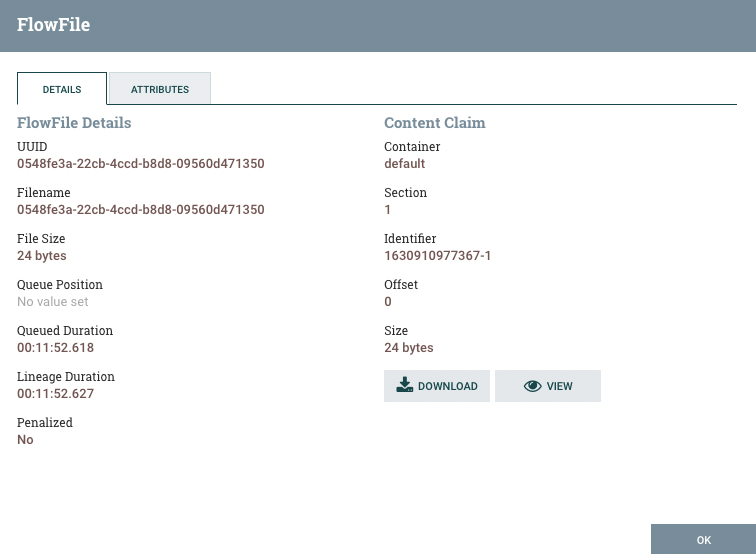 FlowFile
DETAILS
ATTRIBUTES
FlowFile Details
UUID
0548fe3a-22cb-4ccd-b8d8-09560d471350
Filename
0548fe3a-22cb-4ccd-b8d8-09560d471350
File Size
24 bytes
Queue Position
No value set
Queued Duration
00:11:52.618
Lineage Duration
00:11:52.627
Penalized
No
Content Claim
Container
default
Section
1
Identifier
1630910977367-1
Offset
0
Size
24 bytes
DOWNLOAD
VIEW
OK